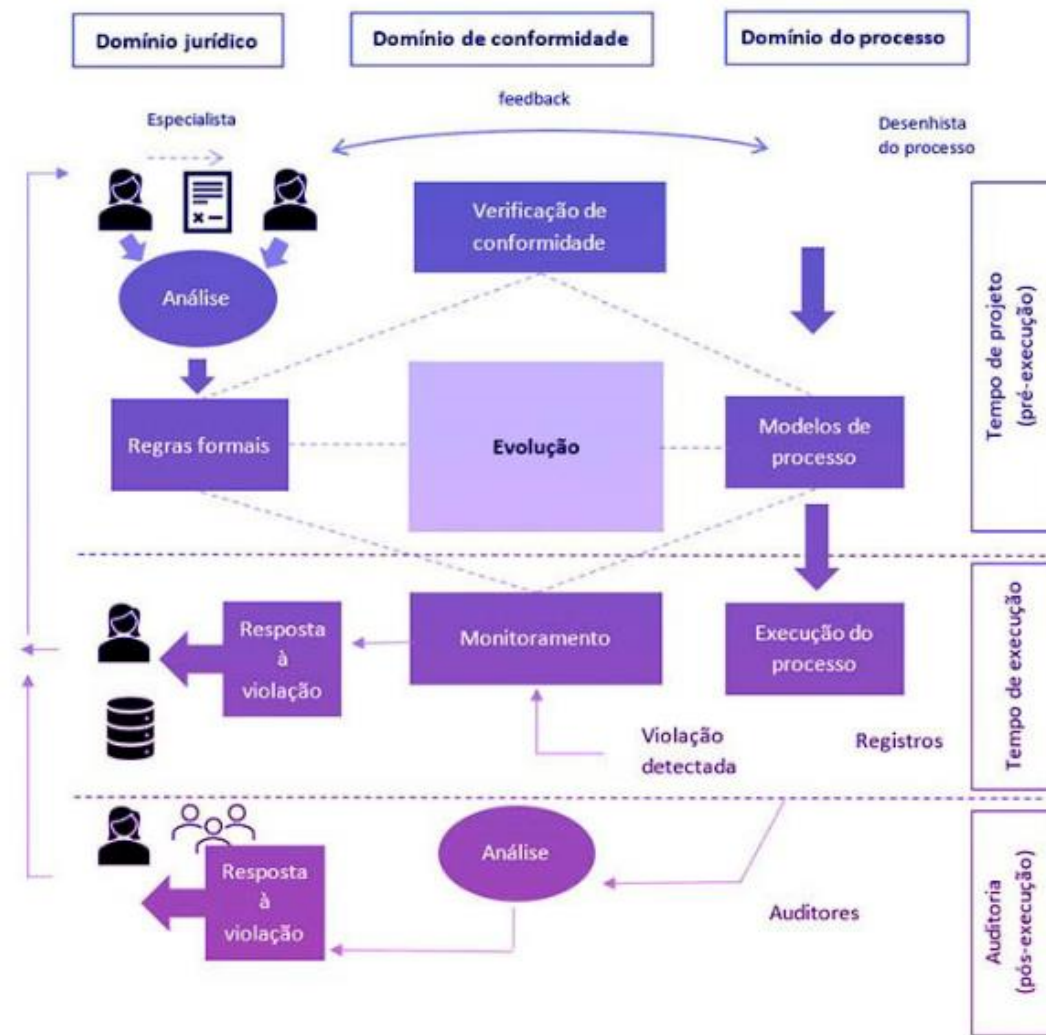 Domínio jurídico
Domínio de conformidade
Domínio do processo
feedback
Especialista
Desenhista
do processo
Verificação de
conformidade
Análise
Tempo de projeto
(pré-execução)
Regras formais
Evolução
Modelos de
processo
Resposta
à
violação
Monitoramento
Execução do
processo
Tempo de execução
Violação
detectada
Registros
Resposta
à
violação
Análise
Auditores
Auditoria
(pós-execução)